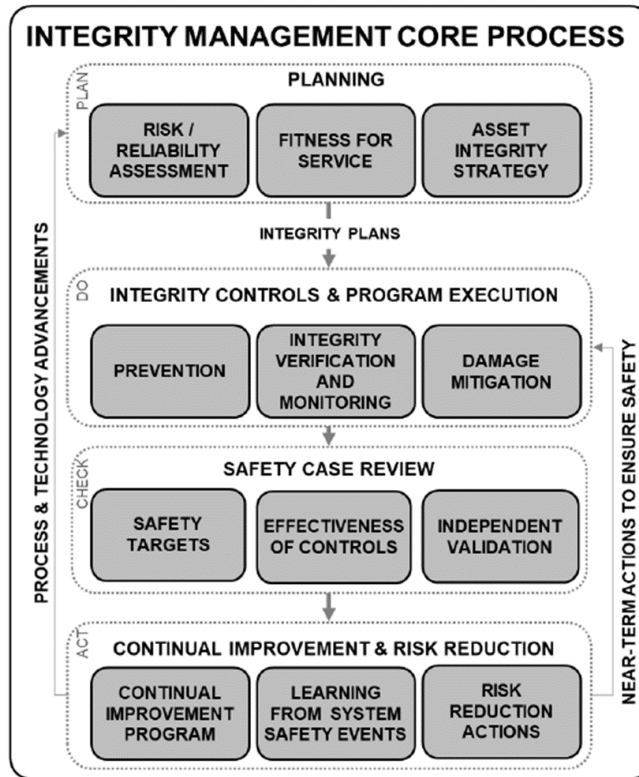 INTEGRITY MANAGEMENT CORE PROCESS
PLAN
PLANNING
RISK /
RELIABILITY
ASSESSMENT
FITNESS FOR
SERVICE
ASSET
INTEGRITY
STRATEGY
INTEGRITY PLANS
DO
INTEGRITY CONTROLS & PROGRAM EXECUTION
PREVENTION
INTEGRITY
VERIFICATION
AND
MONITORING
DAMAGE
MITIGATION
CHECK
SAFETY CASE REVIEW
SAFETY
TARGETS
EFFECTIVENESS
OF CONTROLS
INDEPENDENT
VALIDATION
ACT
CONTINUAL IMPROVEMENT & RISK REDUCTION
CONTINUAL
IMPROVEMENT
PROGRAM
LEARNING
FROM SYSTEM
SAFETY EVENTS
RISK
REDUCTION
ACTIONS
PROCESS & TECHNOLOGY ADVANCEMENTS
NEAR-TERM ACTIONS TO ENSURE SAFETY